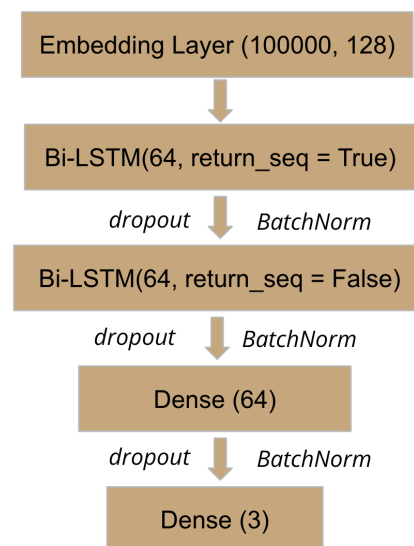 Embedding Layer (100000, 128)
Bi-LSTM(64, return_seq = True)
dropout BatchNorm
Bi-LSTM(64, return_seq = False)
dropout BatchNorm
Dense (64)
dropout BatchNorm
Dense (3)